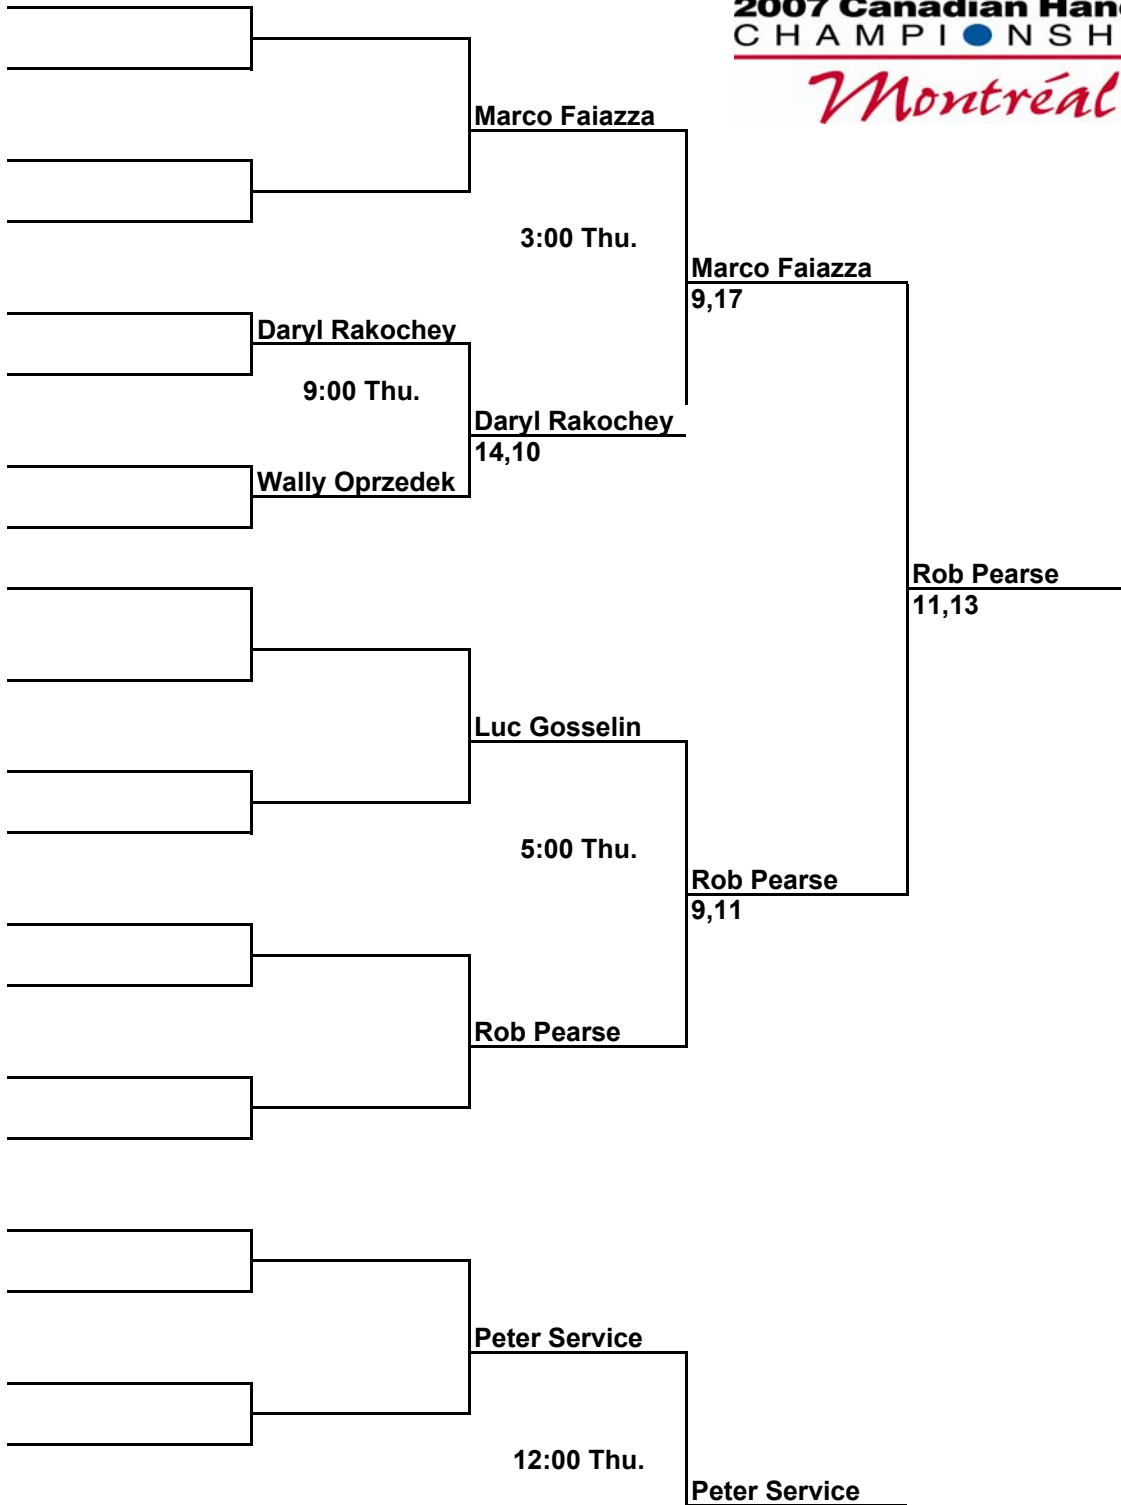 2007 Canadian
CHAMPIONSH
Montréal
Marco Faiazza
3:00 Thu.
Marco Faiazza
9,17
Daryl Rakochey
9:00 Thu.
Daryl Rakochey
14,10
Wally Oprzedek
Rob Pearse
11,13
Luc Gosselin
5:00 Thu.
Rob Pearse
9,11
Rob Pearse
Peter Service
12:00 Thu.
Peter Service